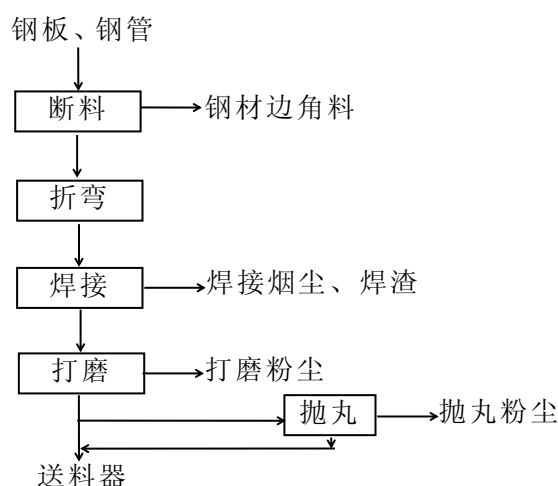 钢板、钢管
断料
钢材边角料
折弯
焊接
焊接烟尘、焊渣
打磨
打磨粉尘
抛丸
抛丸粉尘
送料器